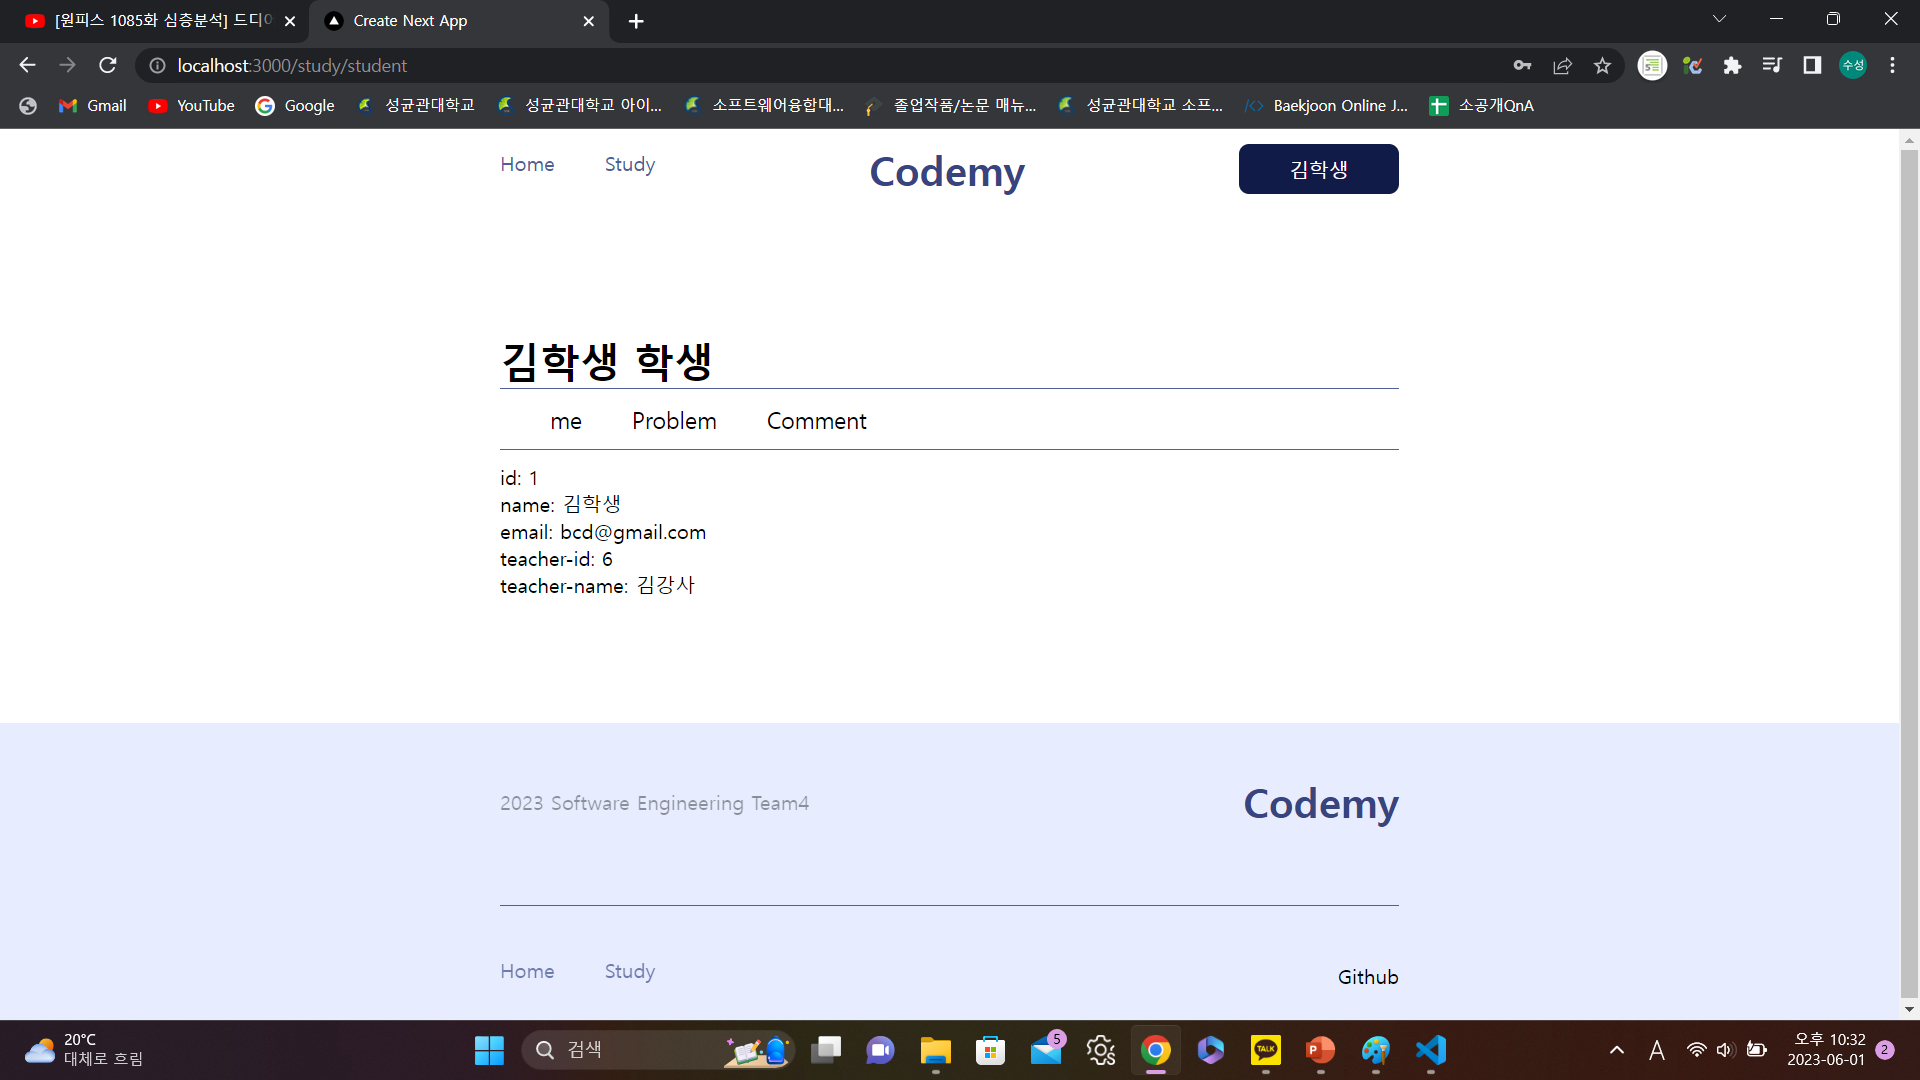 [원피스 1085화 심층분석] 드디어
Create Next App
localhost:3000/study/student
수성
Gmail
YouTube
Google
성균관대학교
성균관대학교 아이...
소프트웨어융합대...
졸업작품/논문 매뉴...
성균관대학교 소프...
Baekjoon Online J...
소공개QnA
Home
Study
Codemy
김학생
김학생 학생
me
Problem
Comment
id: 1
name: 김학생
email: bcd@gmail.com
teacher-id: 6
teacher-name: 김강사
2023 Software Engineering Team4
Codemy
Home
Study
Github
20°C
대체로 흐림
검색
5
TALK
A
오후 10:32
2023-06-01
2